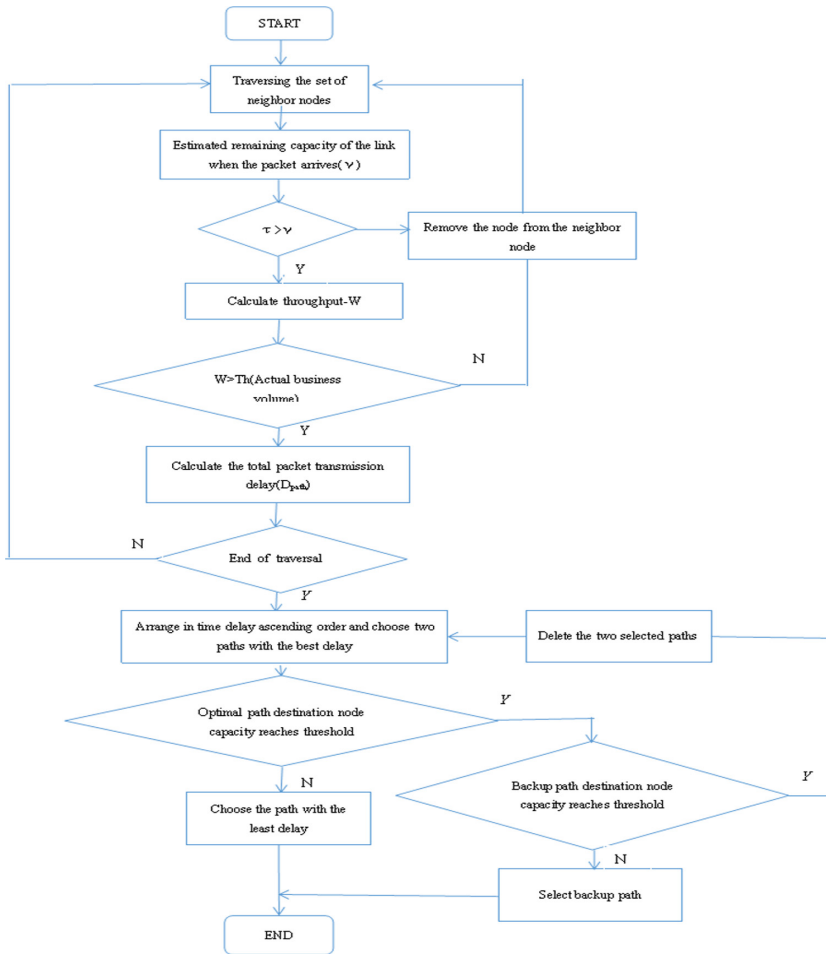 START
Traversing the set of
neighbor nodes
Estimated remaining capacity of the link
when the packet arrives(ν)
τ>ν
Remove the node from the neighbor
node
Y
Calculate throughput-W
N
W>Th(Actual business
volume)
Y
Calculate the total packet transmission
delay(Dpath)
N
End of traversal
Y
Arrange in time delay ascending order and choose two
paths with the best delay
Delete the two selected paths
Optimal path destination node
capacity reaches threshold
Y
Backup path destination node
capacity reaches threshold
Y
N
Choose the path with the
least delay
N
Select backup path
END